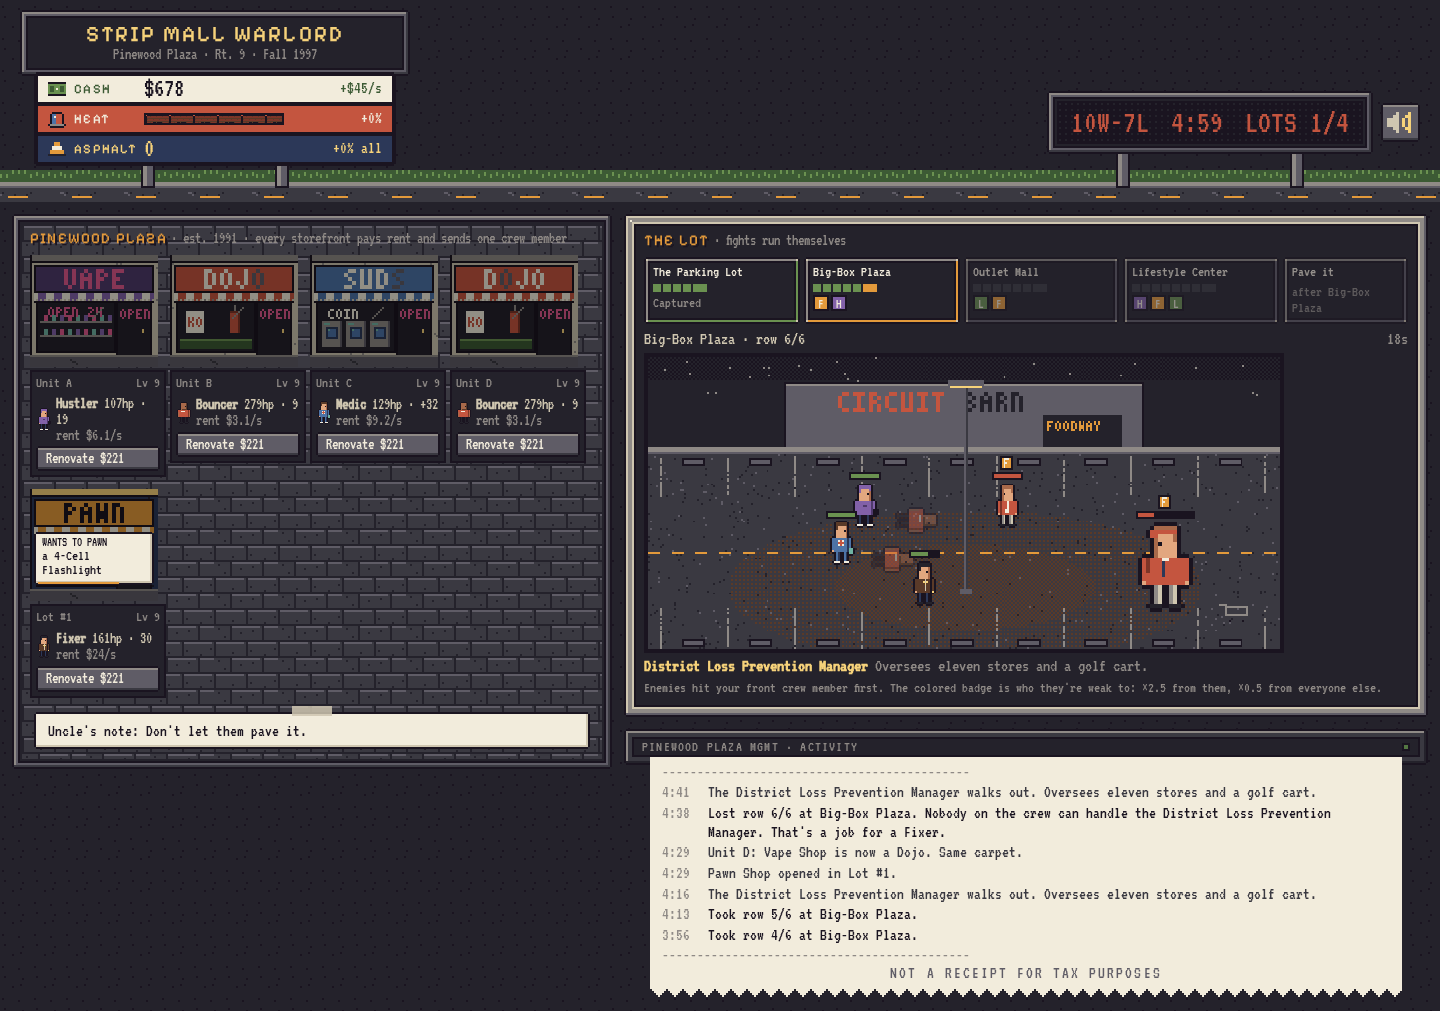 STRIP MALL WARLORD
Pinewood Plaza · Rt. 9 · Fall 1997
CASH $678 +$45/s
HEAT +0%
ASPHALT 0 +0% all
10W-7L 4:59 LOTS 1/4
PINEWOOD PLAZA · est. 1991 · every storefront pays rent and sends one crew member
VAPE DOJO SUDS DOJO
OPEN 24 OPEN KO OPEN COIN OPEN KO OPEN
Unit A Lv 9
Hustler 107hp · 19
rent $6.1/s
Renovate $221
Unit B Lv 9
Bouncer 279hp · 9
rent $3.1/s
Renovate $221
Unit C Lv 9
Medic 129hp · +32
rent $9.2/s
Renovate $221
Unit D Lv 9
Bouncer 279hp · 9
rent $3.1/s
Renovate $221
PAWN
WANTS TO PAWN
a 4-Cell
Flashlight
Lot #1 Lv 9
Fixer 161hp · 30
rent $24/s
Renovate $221
Uncle's note: Don't let them pave it.
THE LOT · fights run themselves
The Parking Lot
Captured
Big-Box Plaza
F H
Outlet Mall
L F
Lifestyle Center
H F L
Pave it
after Big-Box
Plaza
Big-Box Plaza · row 6/6 18s
CIRCUIT BARN
FOODWAY
F
F
District Loss Prevention Manager Oversees eleven stores and a golf cart.
Enemies hit your front crew member first. The colored badge is who they're weak to: ×2.5 from them, ×0.5 from everyone else.
PINEWOOD PLAZA MGMT · ACTIVITY
4:41 The District Loss Prevention Manager walks out. Oversees eleven stores and a golf cart.
4:38 Lost row 6/6 at Big-Box Plaza. Nobody on the crew can handle the District Loss Prevention
Manager. That's a job for a Fixer.
4:29 Unit D: Vape Shop is now a Dojo. Same carpet.
4:29 Pawn Shop opened in Lot #1.
4:16 The District Loss Prevention Manager walks out. Oversees eleven stores and a golf cart.
4:13 Took row 5/6 at Big-Box Plaza.
3:56 Took row 4/6 at Big-Box Plaza.
NOT A RECEIPT FOR TAX PURPOSES